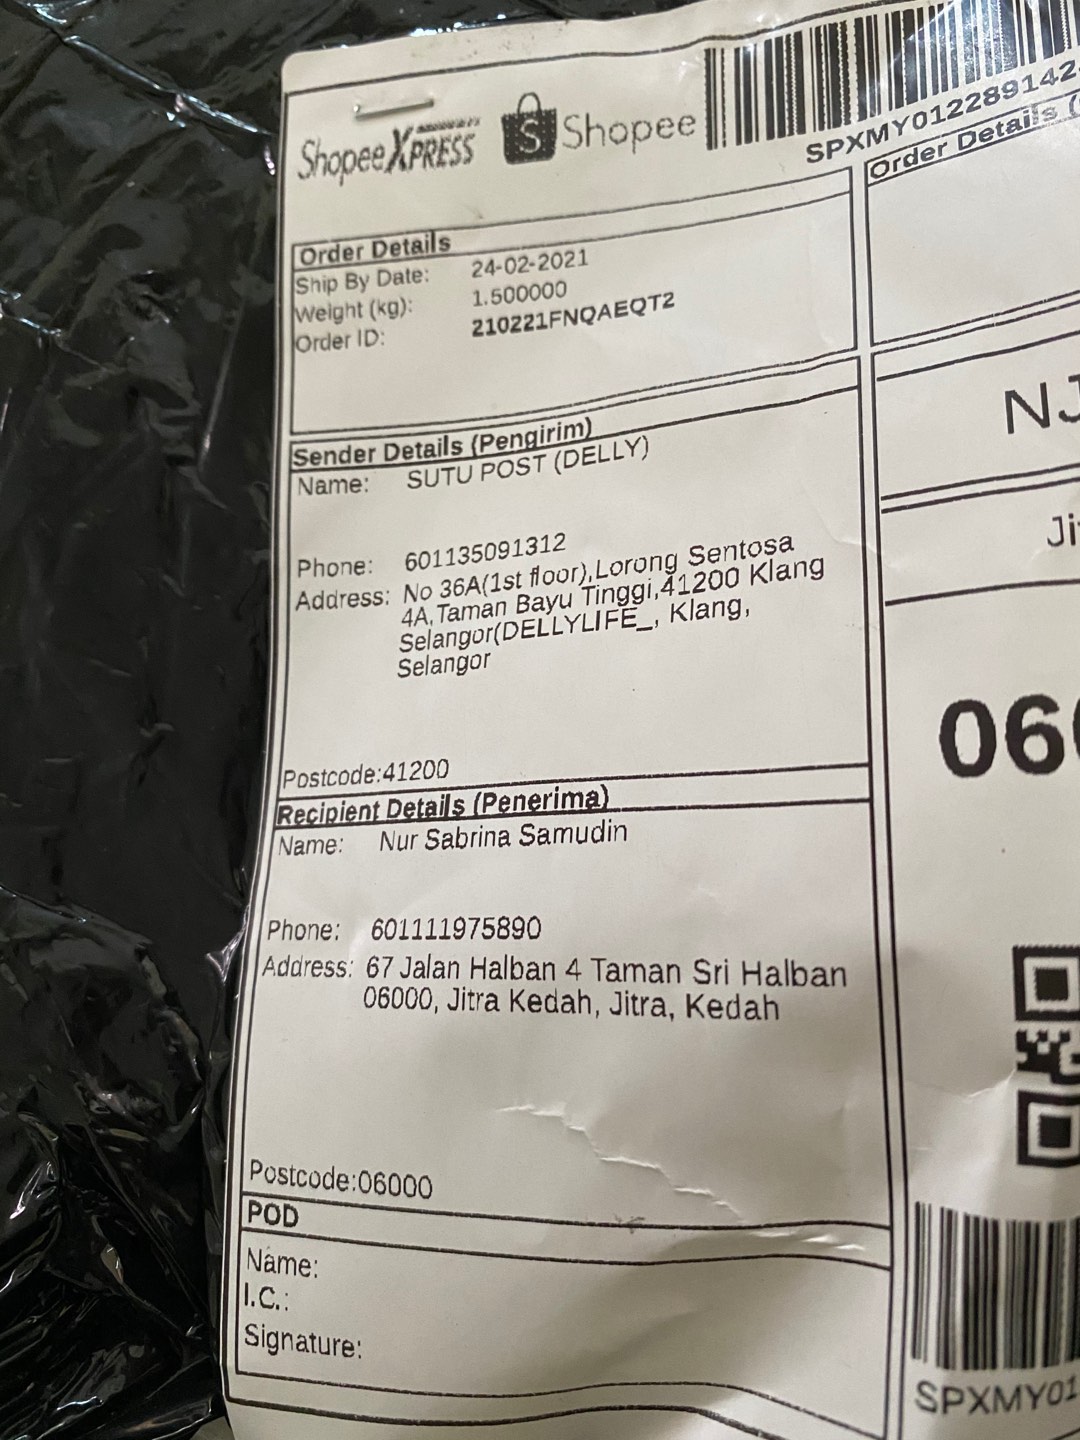 ShopeeXPRESS
Shopee
SPXMY012289142
Order Details
Ship By Date: 24-02-2021
Weight (kg): 1.500000
Order ID: 210221FNQAEQT2
Order Details (
Sender Details (Pengirim)
Name: SUTU POST (DELLY)
Phone: 601135091312
Address: No 36A(1st floor),Lorong Sentosa
4A,Taman Bayu Tinggi,41200 Klang
Selangor(DELLYLIFE_, Klang,
Selangor
Postcode:41200
Recipient Details (Penerima)
Name: Nur Sabrina Samudin
Phone: 601111975890
Address: 67 Jalan Halban 4 Taman Sri Halban
06000, Jitra Kedah, Jitra, Kedah
Postcode:06000
POD
Name:
I.C.:
Signature:
NJ
Ji
06
SPXMY01